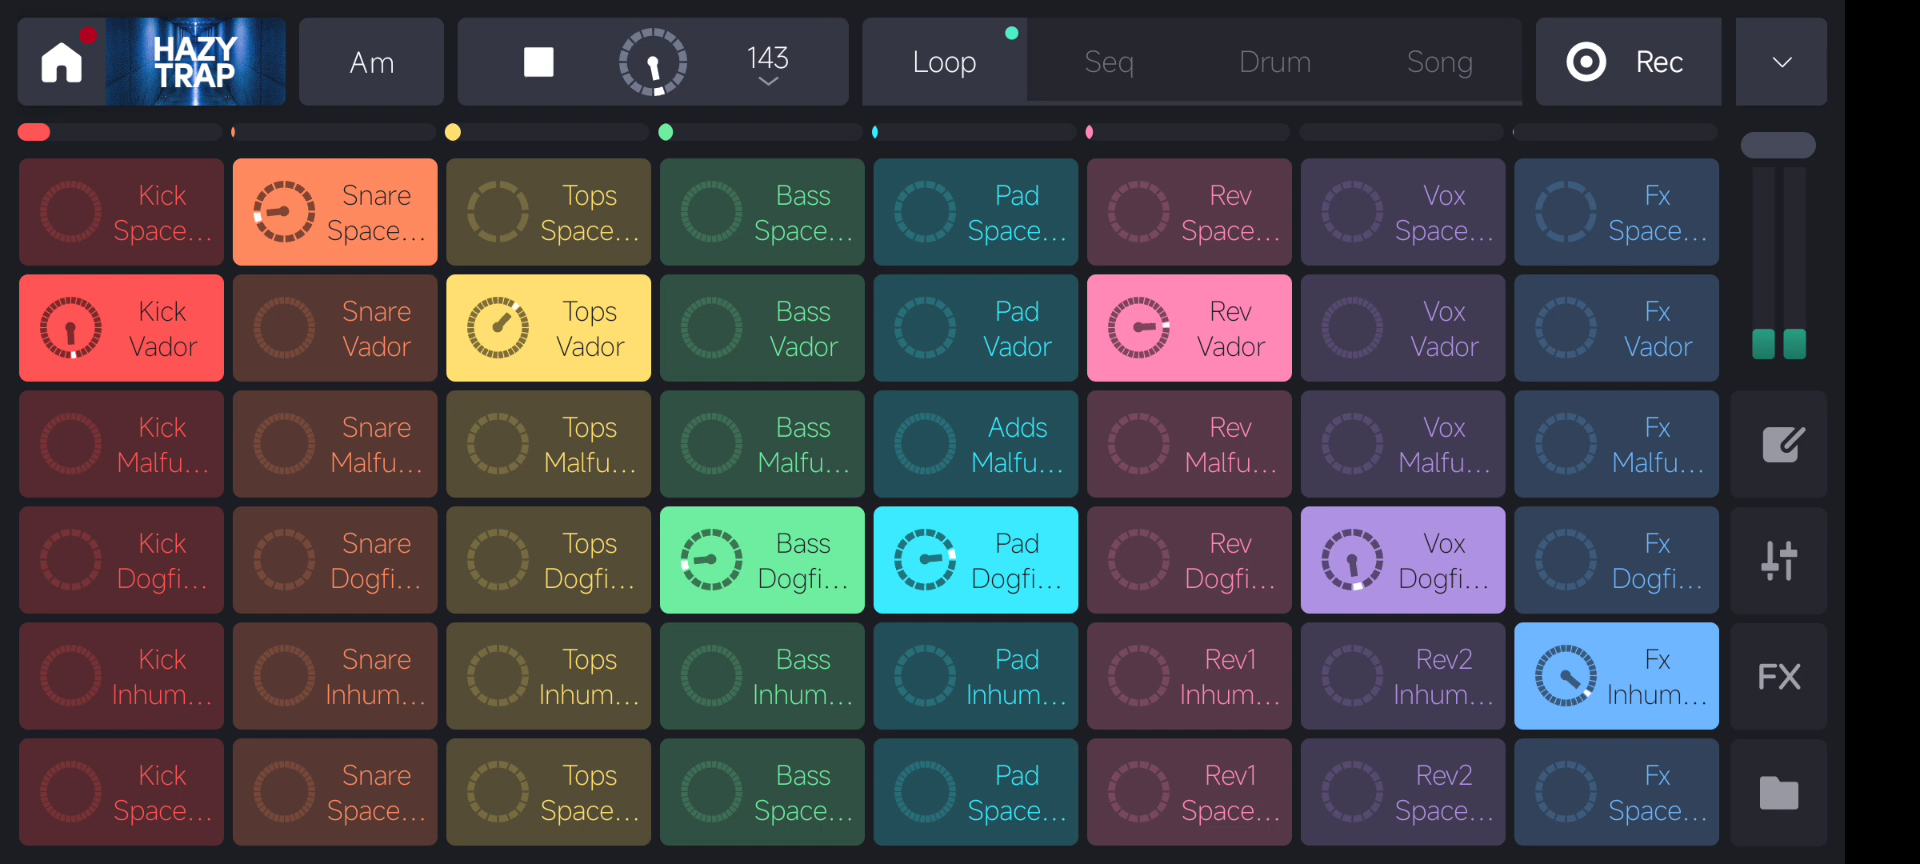 HAZY
TRAP
Am
143
Loop
Seq
Drum
Song
Rec
Kick
Space...
Snare
Space...
Tops
Space...
Bass
Space...
Pad
Space...
Rev
Space...
Vox
Space...
Fx
Space...
Kick
Vador
Snare
Vador
Tops
Vador
Bass
Vador
Pad
Vador
Rev
Vador
Vox
Vador
Fx
Vador
Kick
Malfu...
Snare
Malfu...
Tops
Malfu...
Bass
Malfu...
Adds
Malfu...
Rev
Malfu...
Vox
Malfu...
Fx
Malfu...
Kick
Dogfi...
Snare
Dogfi...
Tops
Dogfi...
Bass
Dogfi...
Pad
Dogfi...
Rev
Dogfi...
Vox
Dogfi...
Fx
Dogfi...
Kick
Inhum...
Snare
Inhum...
Tops
Inhum...
Bass
Inhum...
Pad
Inhum...
Rev1
Inhum...
Rev2
Inhum...
Fx
Inhum...
FX
Kick
Space...
Snare
Space...
Tops
Space...
Bass
Space...
Pad
Space...
Rev1
Space...
Rev2
Space...
Fx
Space...